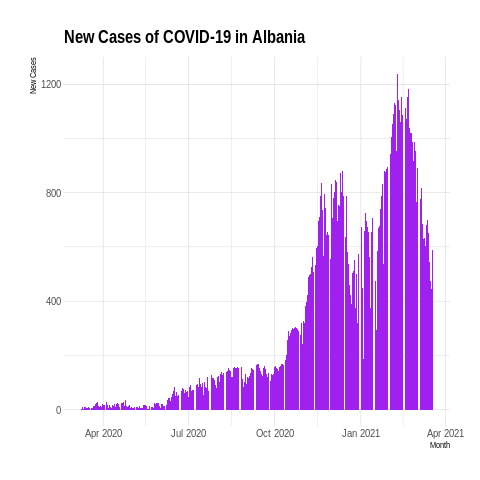 New Cases of COVID-19 in Albania
New Cases
1200
800
400
0
Apr 2020 Jul 2020 Oct 2020 Jan 2021 Apr 2021
Month